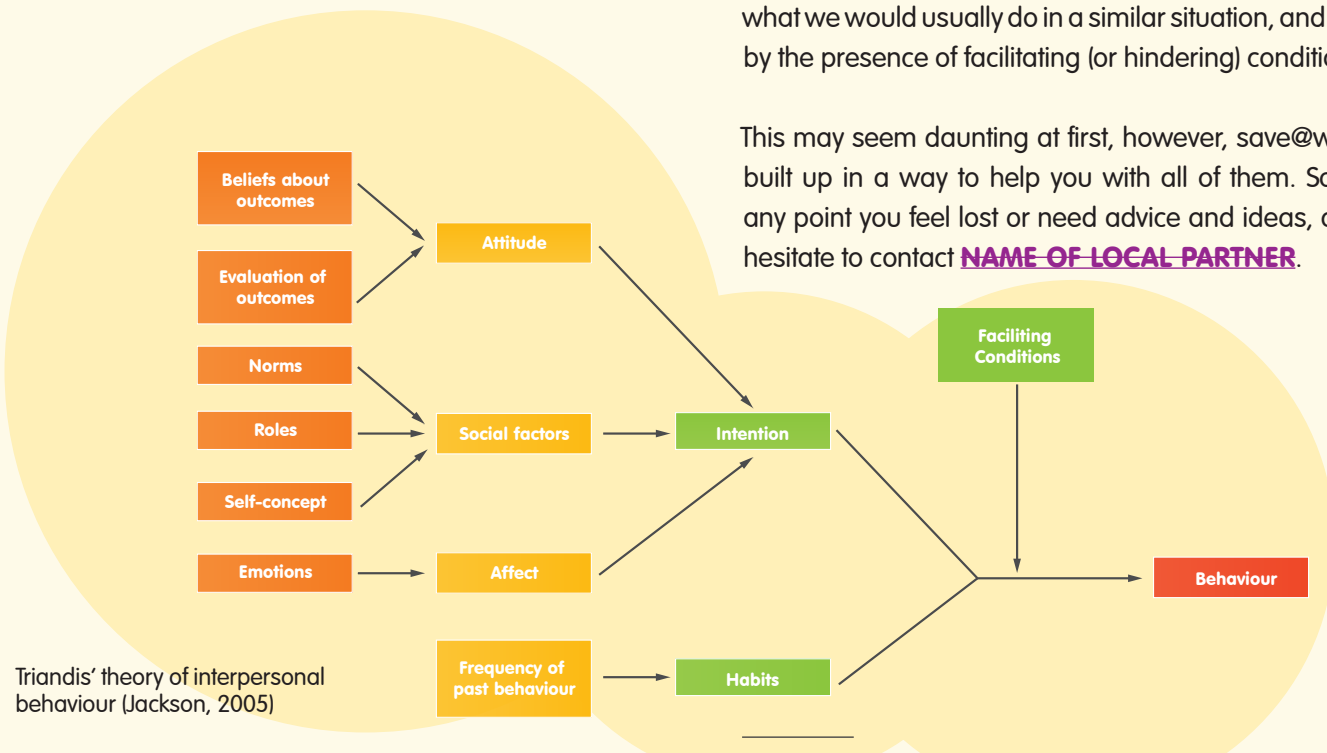 what we would usually do in a similar situation, and
by the presence of facilitating (or hindering)
This may seem daunting at first, however,
built up in a way to help you with all of them.
any point you feel lost or need advice and ideas,
hesitate to contact NAME OF LOCAL PARTNER.
Beliefs about
outcomes
Evaluation of
outcomes
Norms
Roles
Self-concept
Emotions
Attitude
Social factors
Affect
Frequency of
past behaviour
Intention
Habits
Faciliting
Conditions
Behaviour
Triandis’ theory of interpersonal
behaviour (Jackson, 2005)